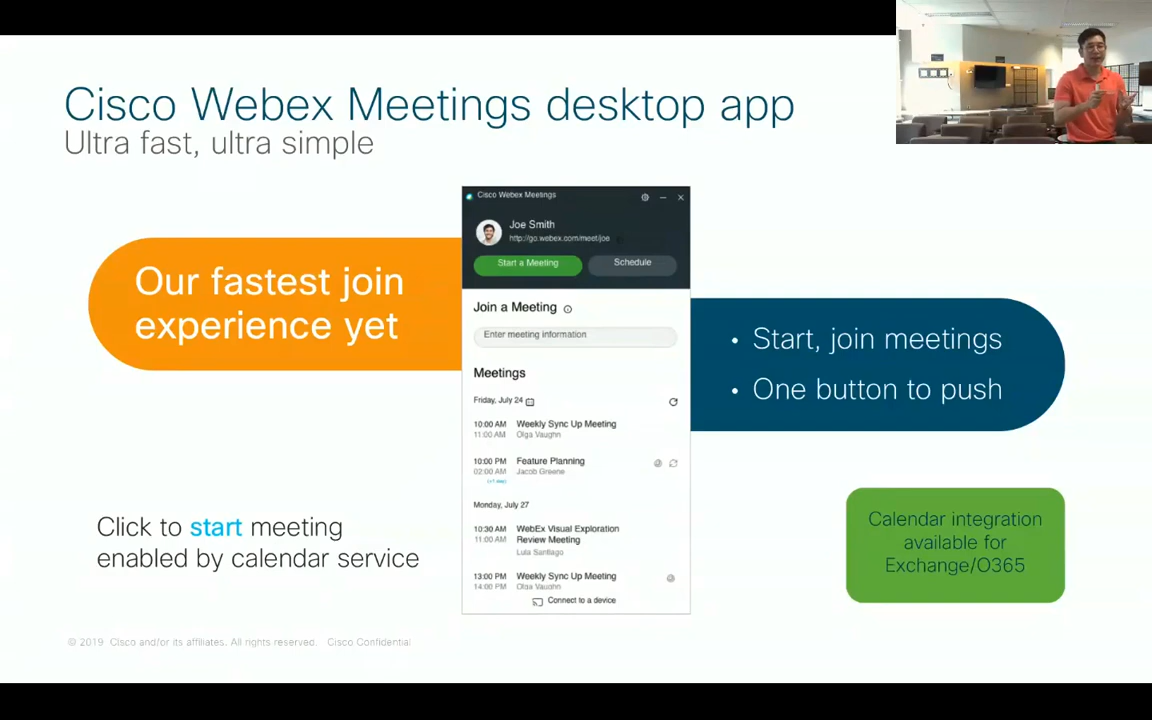 Cisco Webex Meetings desktop app
Ultra fast, ultra simple
Our fastest join
experience yet
Cisco Webex Meetings
Joe Smith
http://go.webex.com/meet/joe
Start a Meeting
Schedule
Join a Meeting
Enter meeting information
Meetings
Friday, July 24
10:00 AM Weekly Sync Up Meeting
11:00 AM Olga Vaughn
10:00 PM Feature Planning
02:00 AM Jacob Greene
(+1 day)
Monday, July 27
10:30 AM WebEx Visual Exploration
11:00 AM Review Meeting
Lula Santiago
13:00 PM Weekly Sync Up Meeting
14:00 PM Olga Vaughn
Connect to a device
• Start, join meetings
• One button to push
Click to start meeting
enabled by calendar service
Calendar integration
available for
Exchange/O365
© 2019 Cisco and/or its affiliates. All rights reserved. Cisco Confidential